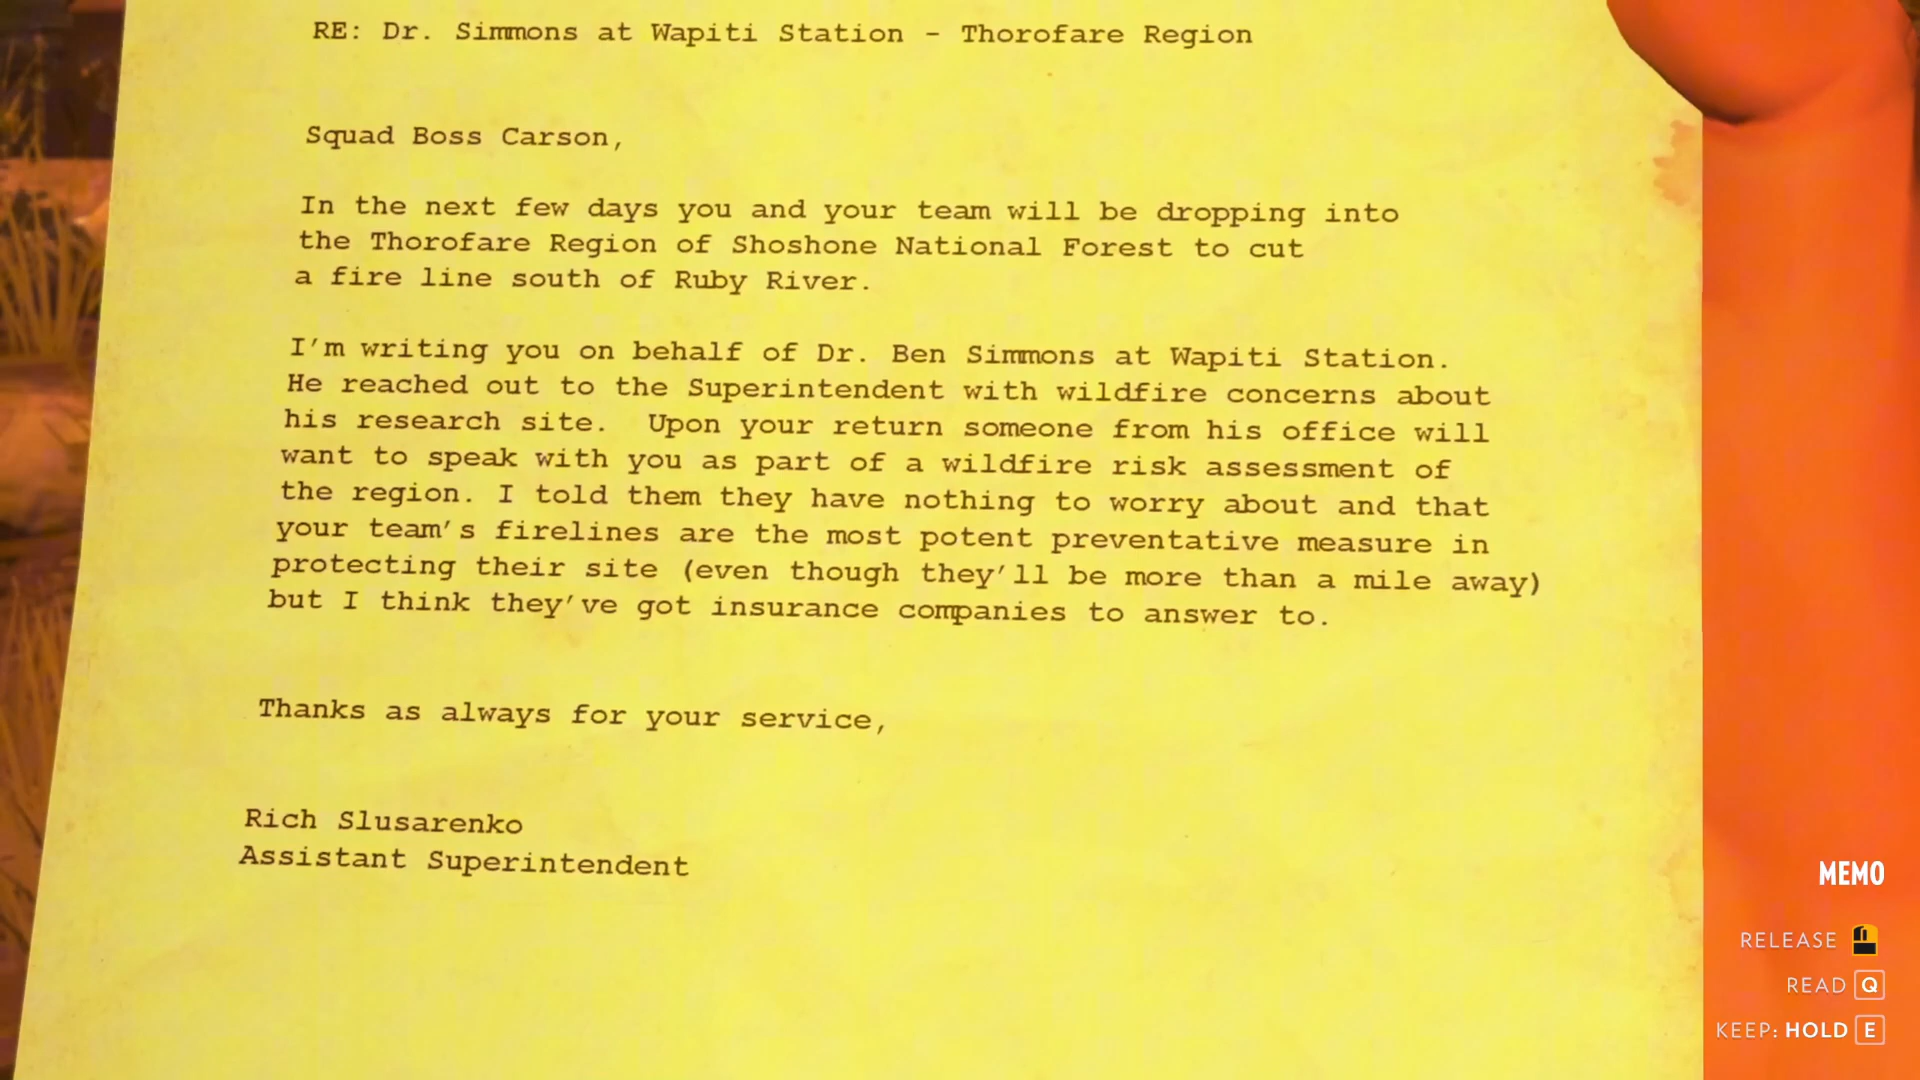 RE: Dr. Simmons at Wapiti Station - Thorofare Region
Squad Boss Carson,
In the next few days you and your team will be dropping into
the Thorofare Region of Shoshone National Forest to cut
a fire line south of Ruby River.
I'm writing you on behalf of Dr. Ben Simmons at Wapiti Station.
He reached out to the Superintendent with wildfire concerns about
his research site.  Upon your return someone from his office will
want to speak with you as part of a wildfire risk assessment of
the region. I told them they have nothing to worry about and that
your team's firelines are the most potent preventative measure in
protecting their site (even though they'll be more than a mile away)
but I think they've got insurance companies to answer to.
Thanks as always for your service,
Rich Slusarenko
Assistant Superintendent
MEMO
RELEASE
READ Q
KEEP: HOLD E